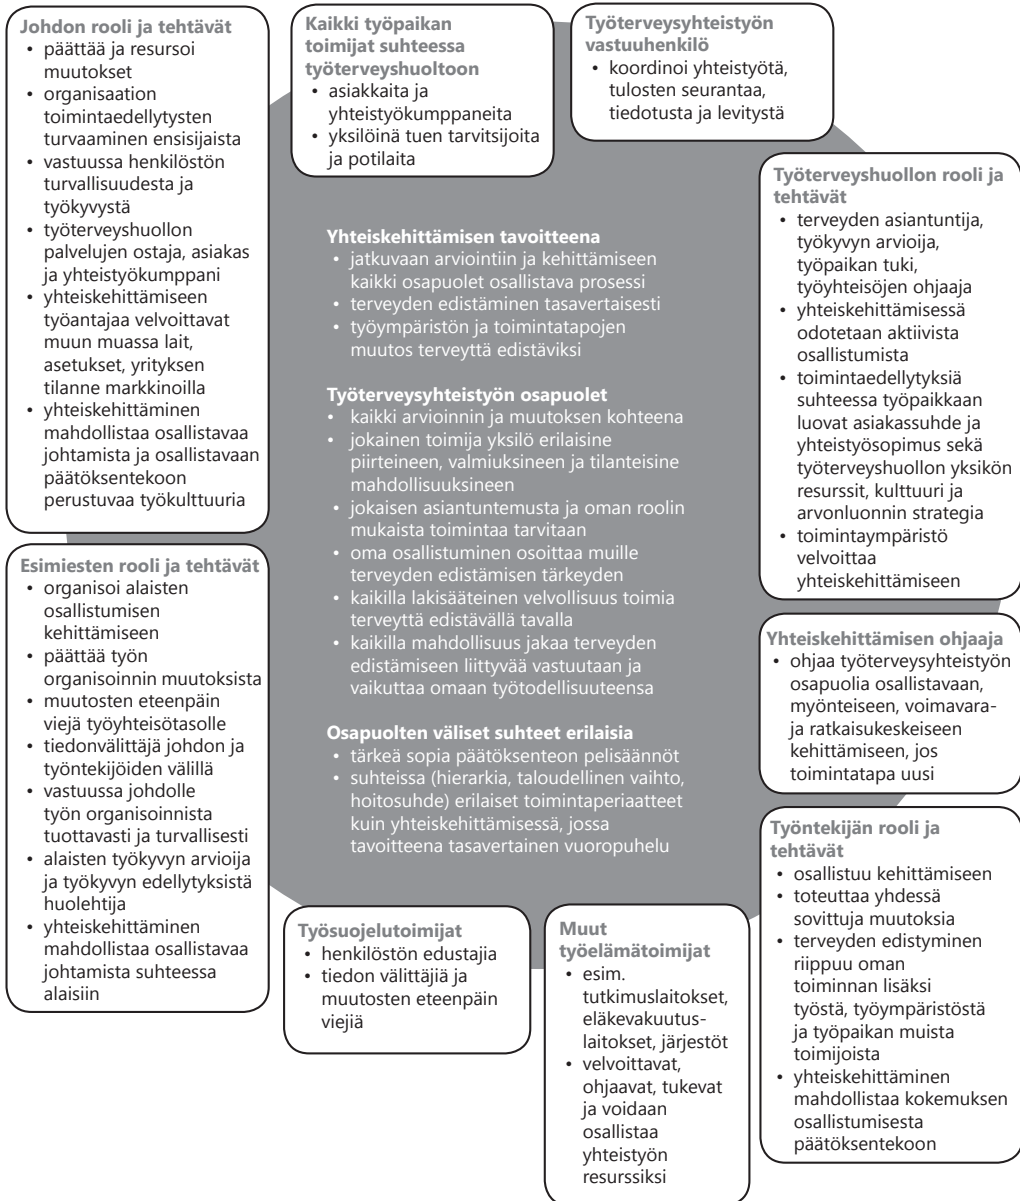 Johdon rooli ja tehtävät
• päättää ja resursoi
muutokset
• organisaation
toimintaedellytysten
turvaaminen ensisijaista
• vastuussa henkilöstön
turvallisuudesta ja
työkyvystä
• työterveyshuollon
palvelujen ostaja, asiakas
ja yhteistyökumppani
• yhteiskehittämiseen
työantajaa velvoittavat
muun muassa lait,
asetukset, yrityksen
tilanne markkinoilla
• yhteiskehittäminen
mahdollistaa osallistavaa
johtamista ja osallistavaan
päätöksentekoon
perustuvaa työkulttuuria
Kaikki työpaikan
toimijat suhteessa
työterveyshuoltoon
• asiakkaita ja
yhteistyökumppaneita
• yksilöinä tuen tarvitsijoita
ja potilaita
Työterveysyhteistyön
vastuuhenkilö
• koordinoi yhteistyötä,
tulosten seurantaa,
tiedotusta ja levitystä
Työterveyshuollon rooli ja
tehtävät
• terveyden asiantuntija,
työkyvyn arvioija,
työpaikan tuki,
työyhteisöjen ohjaaja
• yhteiskehittämisessä
odotetaan aktiivista
osallistumista
• toimintaedellytyksiä
suhteessa työpaikkaan
luovat asiakassuhde ja
yhteistyösopimus sekä
työterveyshuollon yksikön
resurssit, kulttuuri ja
arvonluonnin strategia
• toimintaympäristö
velvoittaa
yhteiskehittämiseen
Yhteiskehittämisen tavoitteena
• jatkuvaan arviointiin ja kehittämiseen
kaikki osapuolet osallistava prosessi
• terveyden edistäminen tasavertaisesti
• työympäristön ja toimintatapojen
muutos terveyttä edistäviksi
Työterveysyhteistyön osapuolet
• kaikki arvioinnin ja muutoksen kohteena
• jokainen toimija yksilö erilaisine
piirteineen, valmiuksineen ja tilanteisine
mahdollisuuksineen
• jokaisen asiantuntemusta ja oman roolin
mukaista toimintaa tarvitaan
• oma osallistuminen osoittaa muille
terveyden edistämisen tärkeyden
• kaikilla lakisääteinen velvollisuus toimia
terveyttä edistävällä tavalla
• kaikilla mahdollisuus jakaa terveyden
edistämiseen liittyvää vastuutaan ja
vaikuttaa omaan työtodellisuuteensa
Osapuolten väliset suhteet erilaisia
• tärkeä sopia päätöksenteon pelisäännöt
• suhteissa (hierarkia, taloudellinen vaihto,
hoitosuhde) erilaiset toimintaperiaatteet
kuin yhteiskehittämisessä, jossa
tavoitteena tasavertainen vuoropuhelu
Esimiesten rooli ja tehtävät
• organisoi alaisten
osallistumisen
kehittämiseen
• päättää työn
organisoinnin muutoksista
• muutosten eteenpäin
viejä työyhteisötasolle
• tiedonvälittäjä johdon ja
työntekijöiden välillä
• vastuussa johdolle
työn organisoinnista
tuottavasti ja turvallisesti
• alaisten työkyvyn arvioija
ja työkyvyn edellytyksistä
huolehtija
• yhteiskehittäminen
mahdollistaa osallistavaa
johtamista suhteessa
alaisiin
Yhteiskehittämisen ohjaaja
• ohjaa työterveysyhteistyön
osapuolia osallistavaan,
myönteiseen, voimavara-
ja ratkaisukeskeiseen
kehittämiseen, jos
toimintatapa uusi
Työntekijän rooli ja
tehtävät
• osallistuu kehittämiseen
• toteuttaa yhdessä
sovittuja muutoksia
• terveyden edistyminen
riippuu oman
toiminnan lisäksi
työstä, työympäristöstä
ja työpaikan muista
toimijoista
• yhteiskehittäminen
mahdollistaa kokemuksen
osallistumisesta
päätöksentekoon
Työsuojelutoimijat
• henkilöstön edustajia
• tiedon välittäjiä ja
muutosten eteenpäin
viejiä
Muut
työelämätoimijat
• esim.
tutkimuslaitokset,
eläkevakuutus-
laitokset, järjestöt
• velvoittavat,
ohjaavat, tukevat
ja voidaan
osallistaa
yhteistyön
resurssiksi